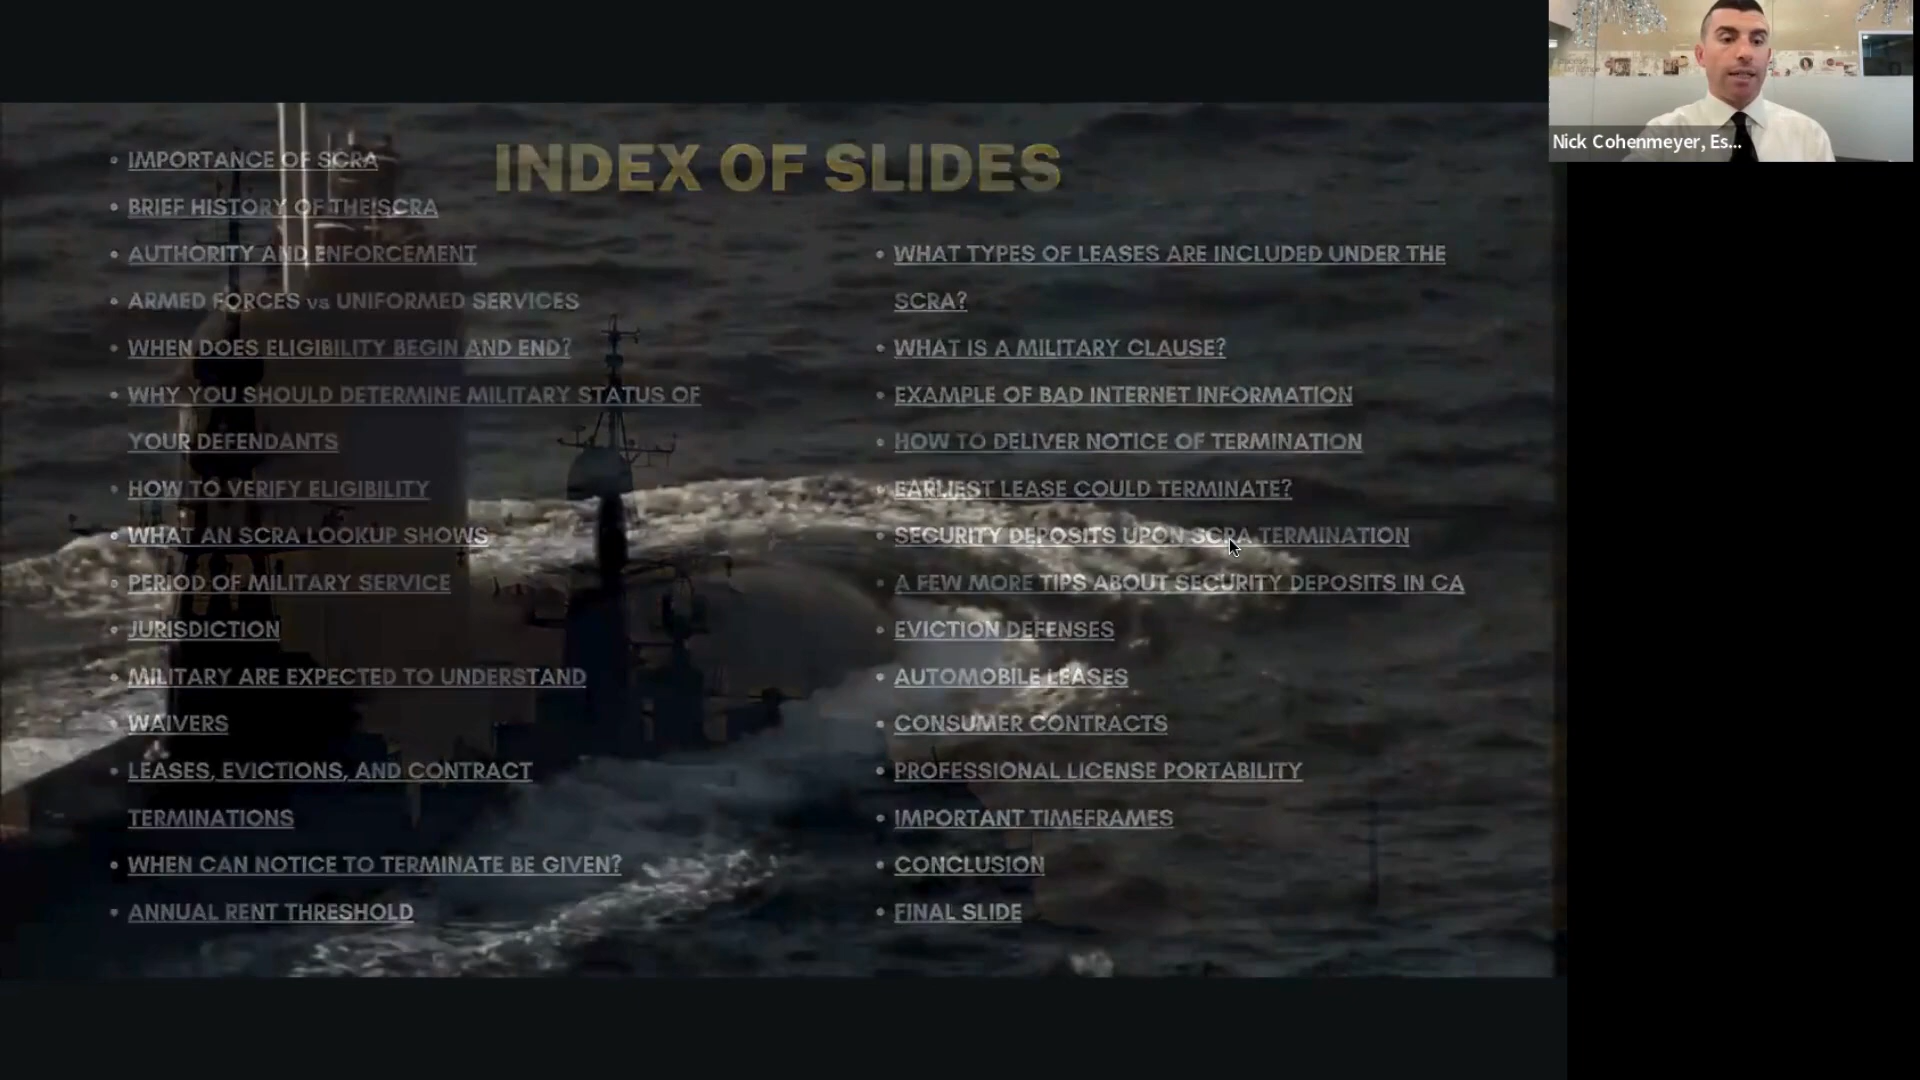 INDEX OF SLIDES
• IMPORTANCE OF SCRA
• BRIEF HISTORY OF THE SCRA
• AUTHORITY AND ENFORCEMENT
• ARMED FORCES vs UNIFORMED SERVICES
• WHEN DOES ELIGIBILITY BEGIN AND END?
• WHY YOU SHOULD DETERMINE MILITARY STATUS OF
YOUR DEFENDANTS
• HOW TO VERIFY ELIGIBILITY
• WHAT AN SCRA LOOKUP SHOWS
• PERIOD OF MILITARY SERVICE
• JURISDICTION
• MILITARY ARE EXPECTED TO UNDERSTAND
• WAIVERS
• LEASES, EVICTIONS, AND CONTRACT
TERMINATIONS
• WHEN CAN NOTICE TO TERMINATE BE GIVEN?
• ANNUAL RENT THRESHOLD
• WHAT TYPES OF LEASES ARE INCLUDED UNDER THE
SCRA?
• WHAT IS A MILITARY CLAUSE?
• EXAMPLE OF BAD INTERNET INFORMATION
• HOW TO DELIVER NOTICE OF TERMINATION
• EARLIEST LEASE COULD TERMINATE?
• SECURITY DEPOSITS UPON SCRA TERMINATION
• A FEW MORE TIPS ABOUT SECURITY DEPOSITS IN CA
• EVICTION DEFENSES
• AUTOMOBILE LEASES
• CONSUMER CONTRACTS
• PROFESSIONAL LICENSE PORTABILITY
• IMPORTANT TIMEFRAMES
• CONCLUSION
• FINAL SLIDE
Nick Cohenmeyer, Es...